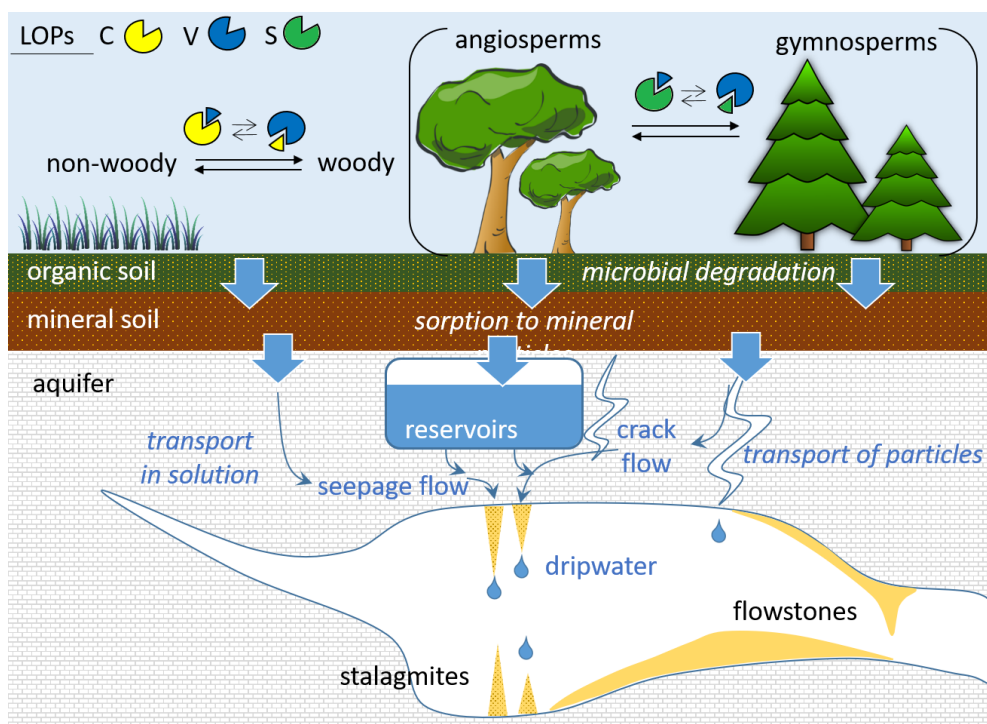 LOPs C V S
angiosperms
gymnosperms
non-woody
woody
organic soil
microbial degradation
mineral soil
sorption to mineral
aquifer
reservoirs
transport
in solution
crack
flow
transport of particles
seepage flow
dripwater
flowstones
stalagmites